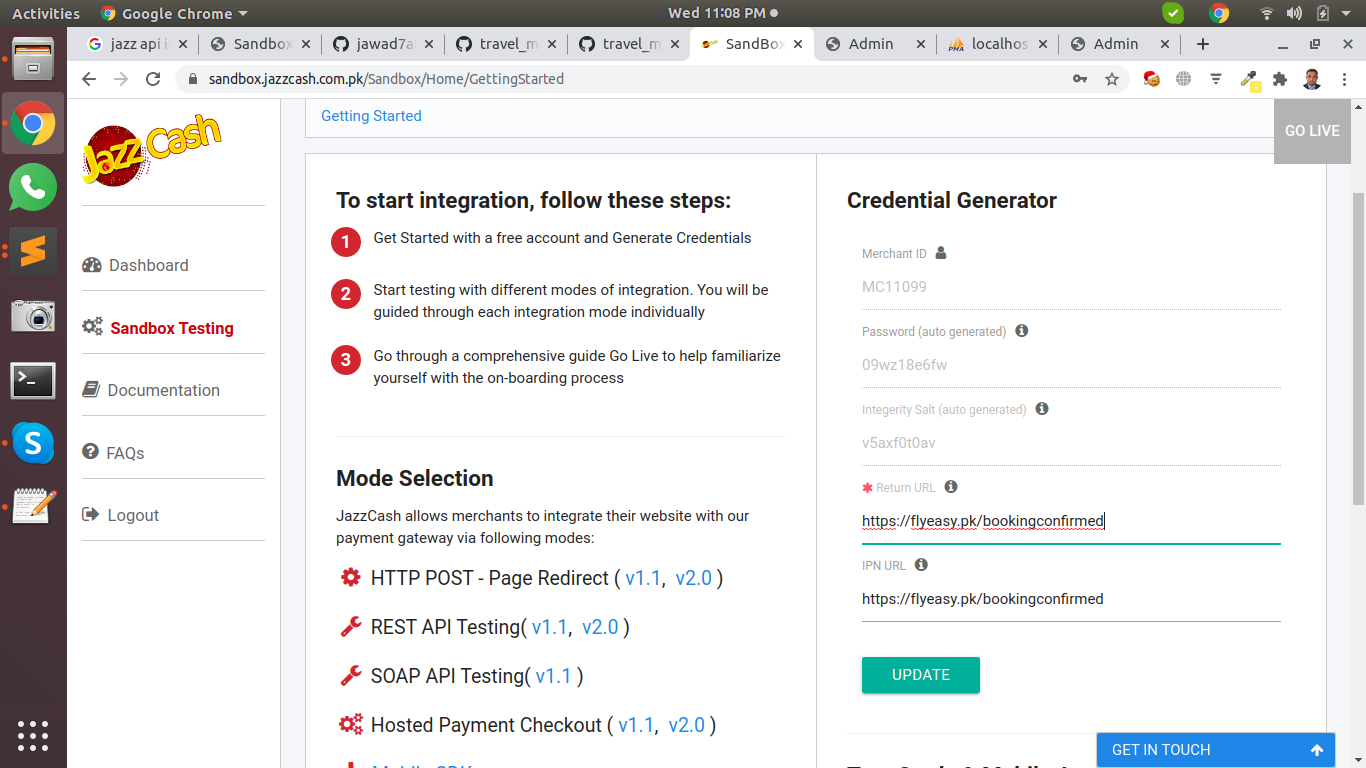 Activities
Google Chrome
Wed 11:08 PM
jazz api i
Sandbox
jawad7a
travel_m
travel_m
SandBox
Admin
localhos
Admin
sandbox.jazzcash.com.pk/Sandbox/Home/GettingStarted
JazzCash
Getting Started
GO LIVE
Dashboard
Sandbox Testing
Documentation
FAQs
Logout
To start integration, follow these steps:
1 Get Started with a free account and Generate Credentials
2 Start testing with different modes of integration. You will be
guided through each integration mode individually
3 Go through a comprehensive guide Go Live to help familiarize
yourself with the on-boarding process
Mode Selection
JazzCash allows merchants to integrate their website with our
payment gateway via following modes:
HTTP POST - Page Redirect ( v1.1, v2.0 )
REST API Testing( v1.1, v2.0 )
SOAP API Testing( v1.1 )
Hosted Payment Checkout ( v1.1, v2.0 )
Credential Generator
Merchant ID
MC11099
Password (auto generated)
09wz18e6fw
Integerity Salt (auto generated)
v5axf0t0av
Return URL
https://flyeasy.pk/bookingconfirmed
IPN URL
https://flyeasy.pk/bookingconfirmed
UPDATE
GET IN TOUCH